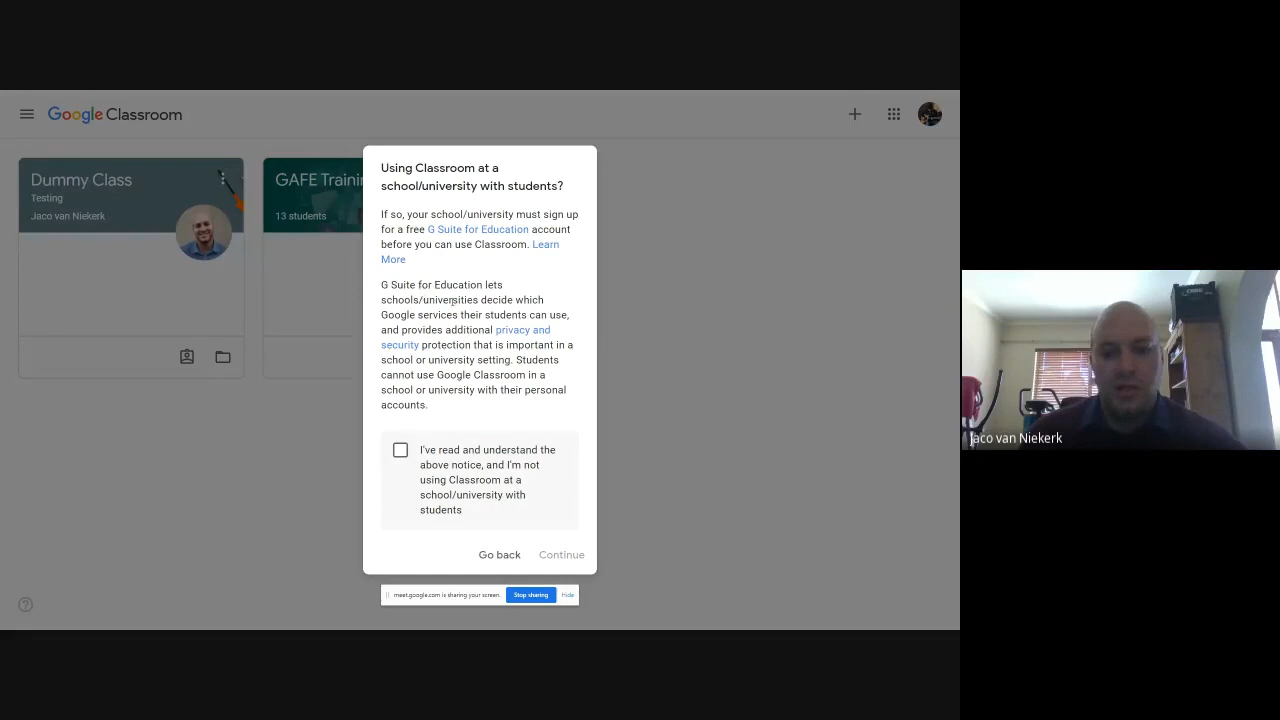 Google Classroom
Dummy Class
Testing
Jaco van Niekerk
GAFE Traini
13 students
Using Classroom at a
school/university with students?
If so, your school/university must sign up
for a free G Suite for Education account
before you can use Classroom. Learn
More
G Suite for Education lets
schools/universities decide which
Google services their students can use,
and provides additional privacy and
security protection that is important in a
school or university setting. Students
cannot use Google Classroom in a
school or university with their personal
accounts.
I've read and understand the
above notice, and I'm not
using Classroom at a
school/university with
students
Go back Continue
meet.google.com is sharing your screen. Stop sharing Hide
Jaco van Niekerk